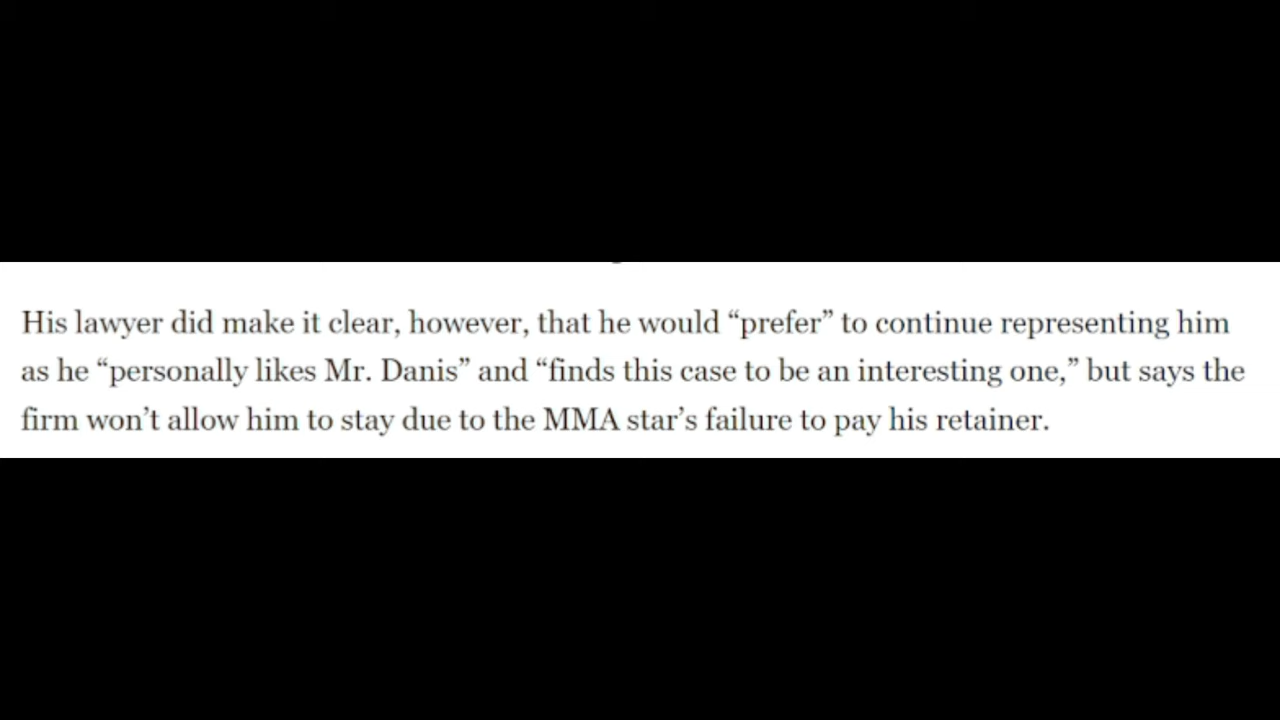 His lawyer did make it clear, however, that he would “prefer” to continue representing him
as he “personally likes Mr. Danis” and “finds this case to be an interesting one,” but says the
firm won’t allow him to stay due to the MMA star’s failure to pay his retainer.